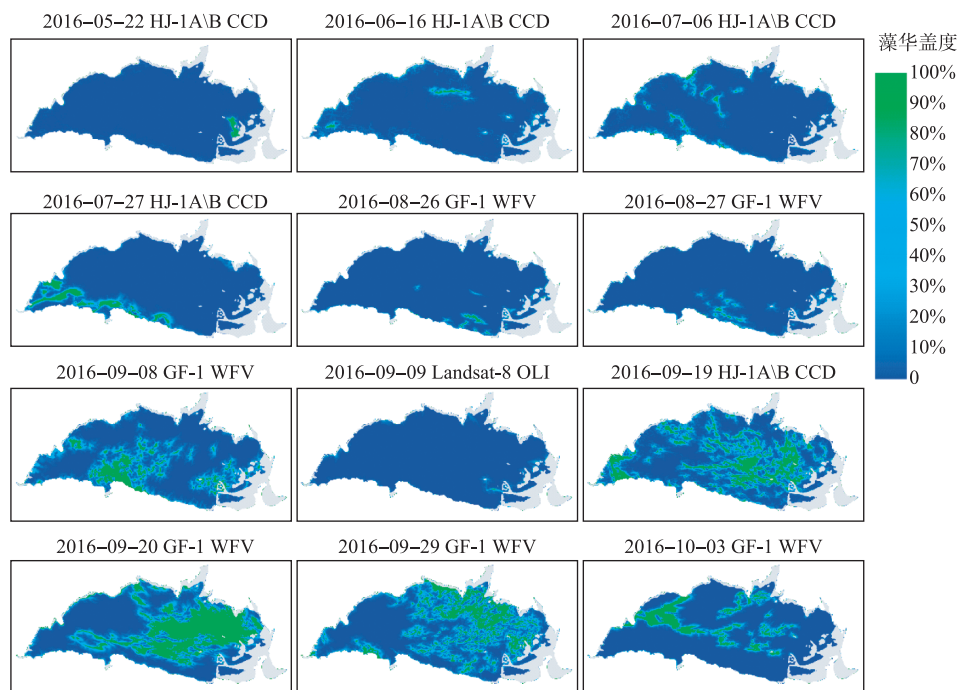 2016–05–22 HJ-1A\B CCD
2016–06–16 HJ-1A\B CCD
2016–07–06 HJ-1A\B CCD
藻华盖度
100%
90%
80%
70%
60%
50%
40%
30%
20%
10%
0
2016–07–27 HJ-1A\B CCD
2016–08–26 GF-1 WFV
2016–08–27 GF-1 WFV
2016–09–08 GF-1 WFV
2016–09–09 Landsat-8 OLI
2016–09–19 HJ-1A\B CCD
2016–09–20 GF-1 WFV
2016–09–29 GF-1 WFV
2016–10–03 GF-1 WFV